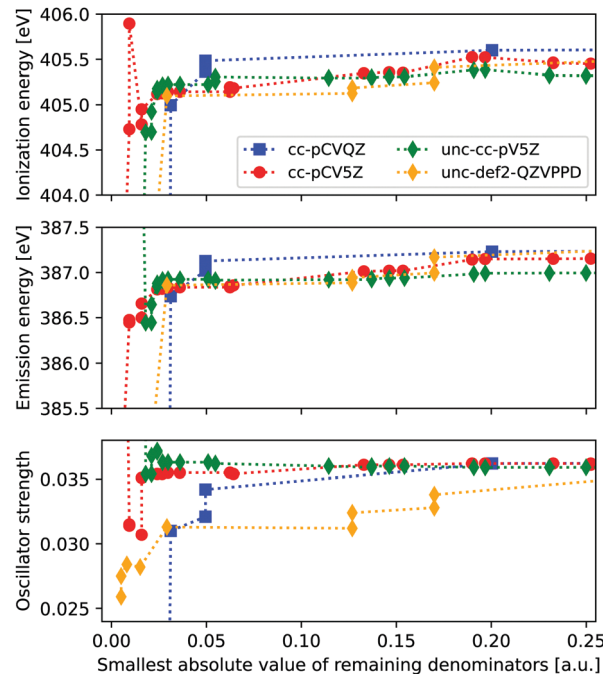 406.0
405.5
405.0
404.5
404.0
Ionization energy [eV]
cc-pCVQZ
cc-pCV5Z
unc-cc-pV5Z
unc-def2-QZVPPD
387.5
387.0
386.5
386.0
385.5
Emission energy [eV]
0.035
0.030
0.025
Oscillator strength
0.00 0.05 0.10 0.15 0.20 0.25
Smallest absolute value of remaining denominators [a.u.]